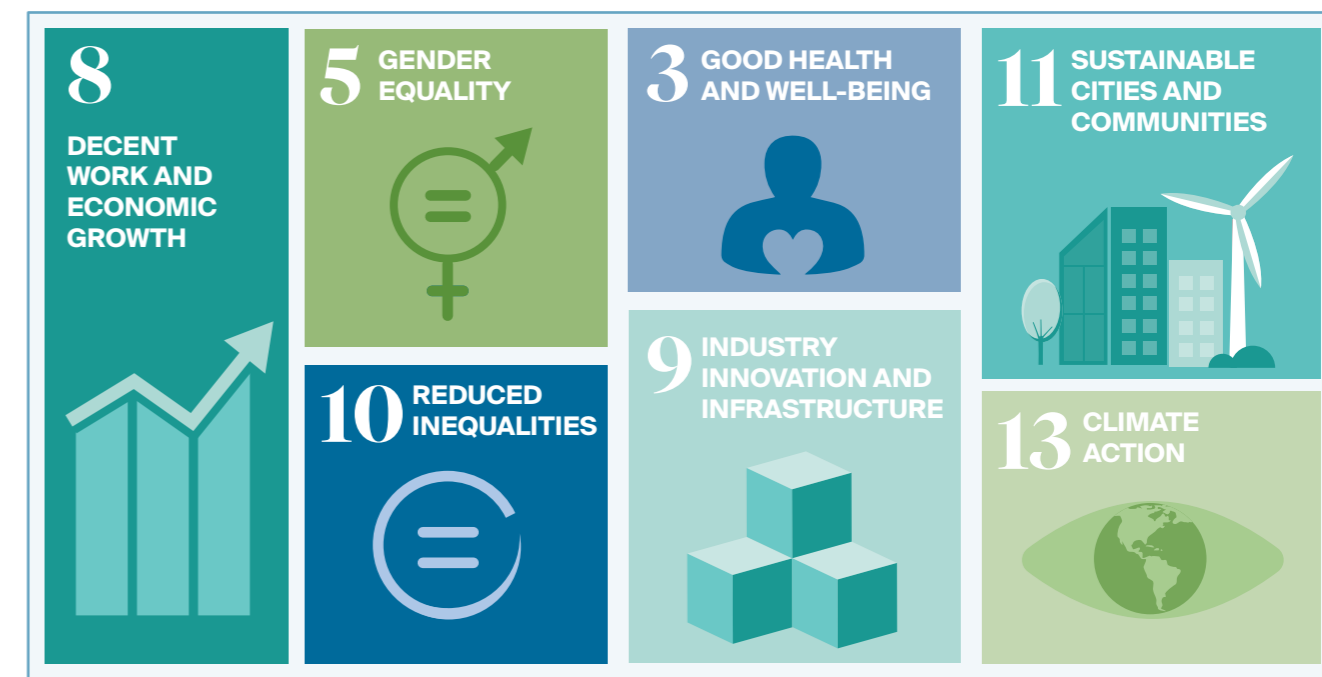 8
DECENT
WORK AND
ECONOMIC
GROWTH
5 GENDER
EQUALITY
10 REDUCED
INEQUALITIES
3 GOOD HEALTH
AND WELL-BEING
9 INDUSTRY
INNOVATION AND
INFRASTRUCTURE
11 SUSTAINABLE
CITIES AND
COMMUNITIES
13 CLIMATE
ACTION